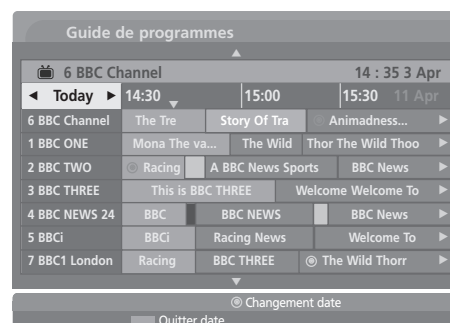 Guide de programmes
6 BBC Channel 14 : 35 3 Apr
Today 14:30 15:00 15:30 11 Apr
6 BBC Channel The Tre Story Of Tra Animadness...
1 BBC ONE Mona The va... The Wild Thor The Wild Thoo
2 BBC TWO Racing A BBC News Sports BBC News
3 BBC THREE This is BBC THREE Welcome Welcome To
4 BBC NEWS 24 BBC BBC NEWS BBC News
5 BBCi BBCi Racing News Welcome To
7 BBC1 London Racing BBC THREE The Wild Thorr
Changement date
Quitter date